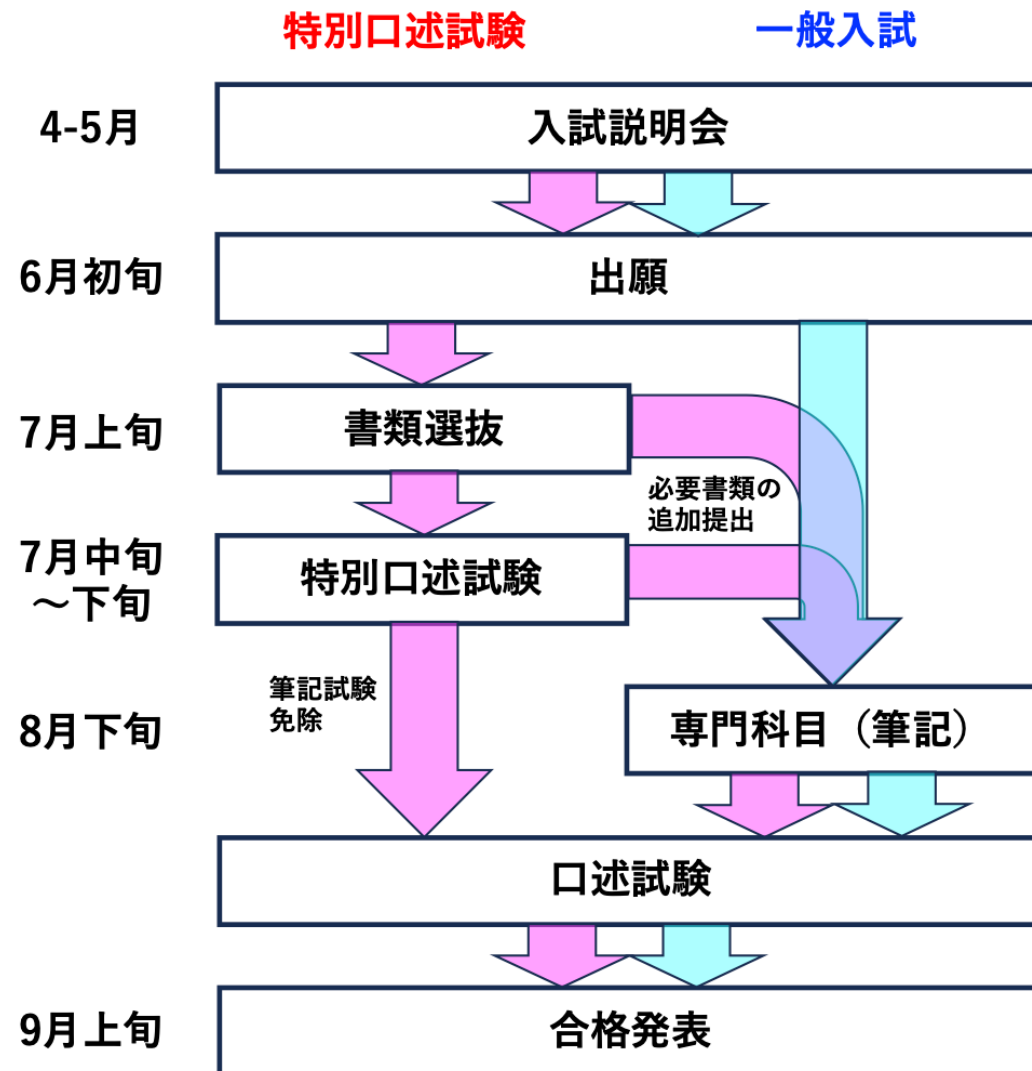 特別口述試験
一般入試
4-5月
入試説明会
6月初旬
出願
7月上旬
書類選抜
必要書類の
追加提出
7月中旬
～下旬
特別口述試験
筆記試験
免除
8月下旬
専門科目（筆記）
口述試験
9月上旬
合格発表